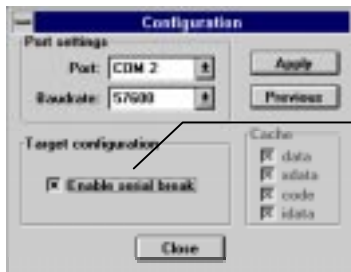 Configuration
Port settings
Port: COM 2
Apply
Baudrate: 57600
Previous
Target configuration
Enable serial break
Cache
data
xdata
code
idata
Close